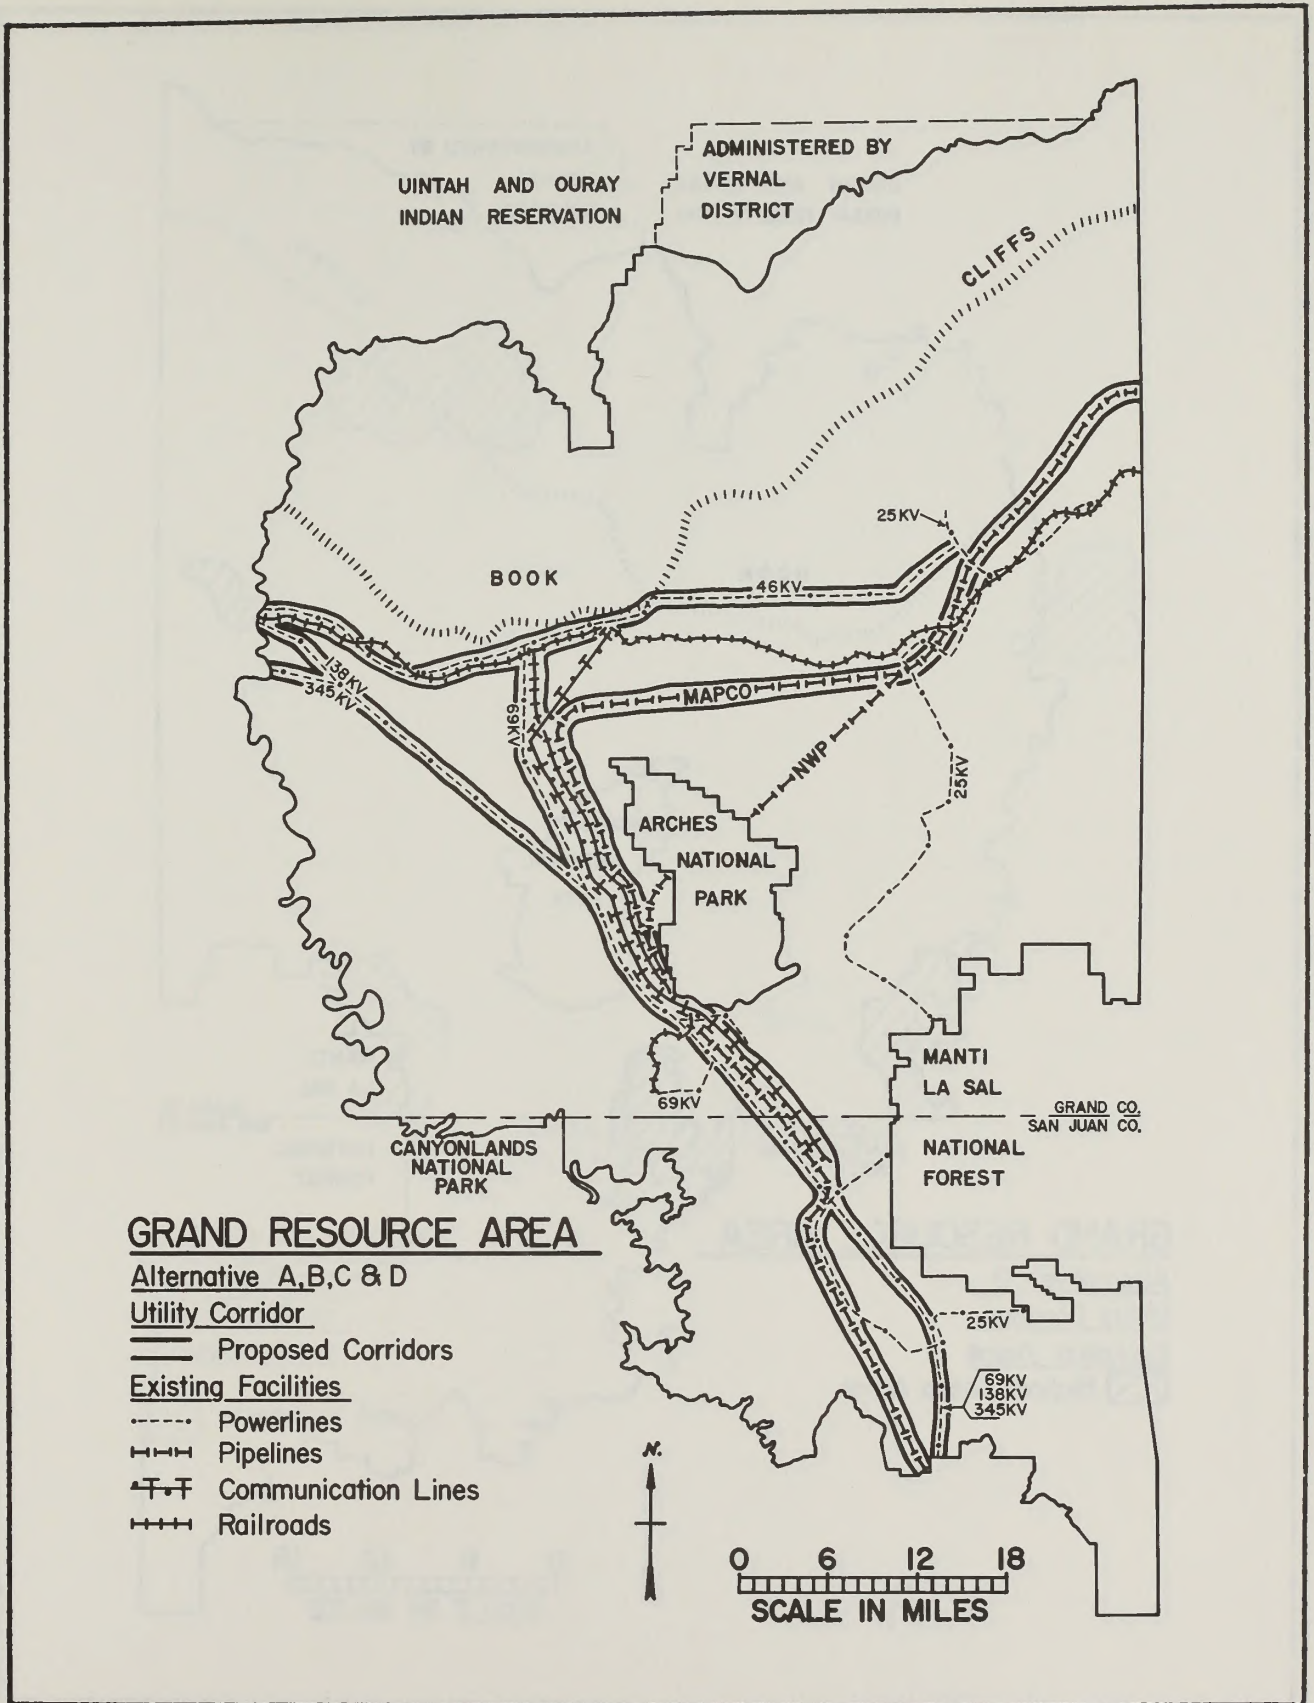 ADMINISTERED BY
VERNAL
DISTRICT
UINTAH AND OURAY
INDIAN RESERVATION
CLIFFS
25KV
BOOK
46KV
138KV
345KV
69KV
MAPCO
NWP
25KV
ARCHES
NATIONAL
PARK
MANTI
LA SAL
69KV
GRAND CO.
SAN JUAN CO.
CANYONLANDS
NATIONAL
PARK
NATIONAL
FOREST
GRAND RESOURCE AREA
Alternative A,B,C & D
Utility Corridor
Proposed Corridors
Existing Facilities
Powerlines
Pipelines
Communication Lines
Railroads
25KV
69KV
138KV
345KV
N.
0 6 12 18
SCALE IN MILES